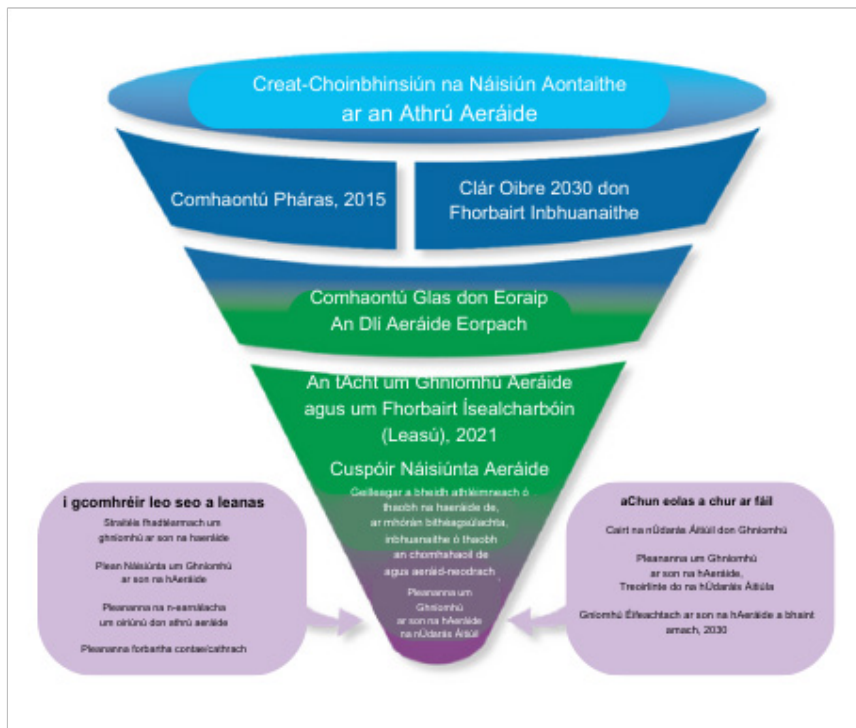 Creat-Choinbhinsiún na Náisiún Aontaithe
ar an Athrú Aeráide
Comhaontú Pháras, 2015
Clár Oibre 2030 don
Fhorbairt Inbhuanaithe
Comhaontú Glas don Eoraip
An Dlí Aeráide Eorpach
An tAcht um Ghníomhú Aeráide
agus um Fhorbairt Ísealcharbóin
(Leasú), 2021
Cuspóir Náisiúnta Aeráide
Geilleagar a bheidh athléimneach ó
thaobh na haeráide de,
ar mhórán bithéagsúlachta,
inbhuanaithe ó thaobh
an chomhshaoil de
agus aeráid-neodrach
Pleananna um
Ghníomhú
ar son na hAeráide
na nÚdarás Áitiúil
i gcomhréir leo seo a leanas
Straitéis fhadtéarmach um
ghníomhú ar son na haeráide
Plean Náisiúnta um Ghníomhú
ar son na hAeráide
Pleananna na n-earnálacha
um oiriúnú don athrú aeráide
Pleananna forbartha contae/cathrach
aChun eolas a chur ar fáil
Cairt na nÚdarás Áitiúil don Ghníomhú
Pleananna um Ghníomhú
ar son na hAeráide,
Treoirlínte do na hÚdaráis Áitiúla
Gníomhú Éifeachtach ar son na hAeráide a bhaint
amach, 2030